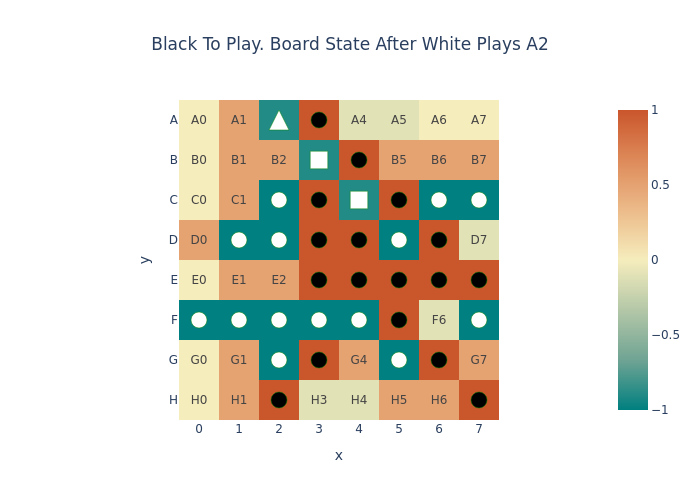 Black To Play. Board State After White Plays A2
A A0 A1 A4 A5 A6 A7
B B0 B1 B2 B5 B6 B7
C C0 C1
D D0 D7
E E0 E1 E2
F F6
G G0 G1 G4 G7
H H0 H1 H3 H4 H5 H6
0 1 2 3 4 5 6 7
x
y
1
0.5
0
−0.5
−1